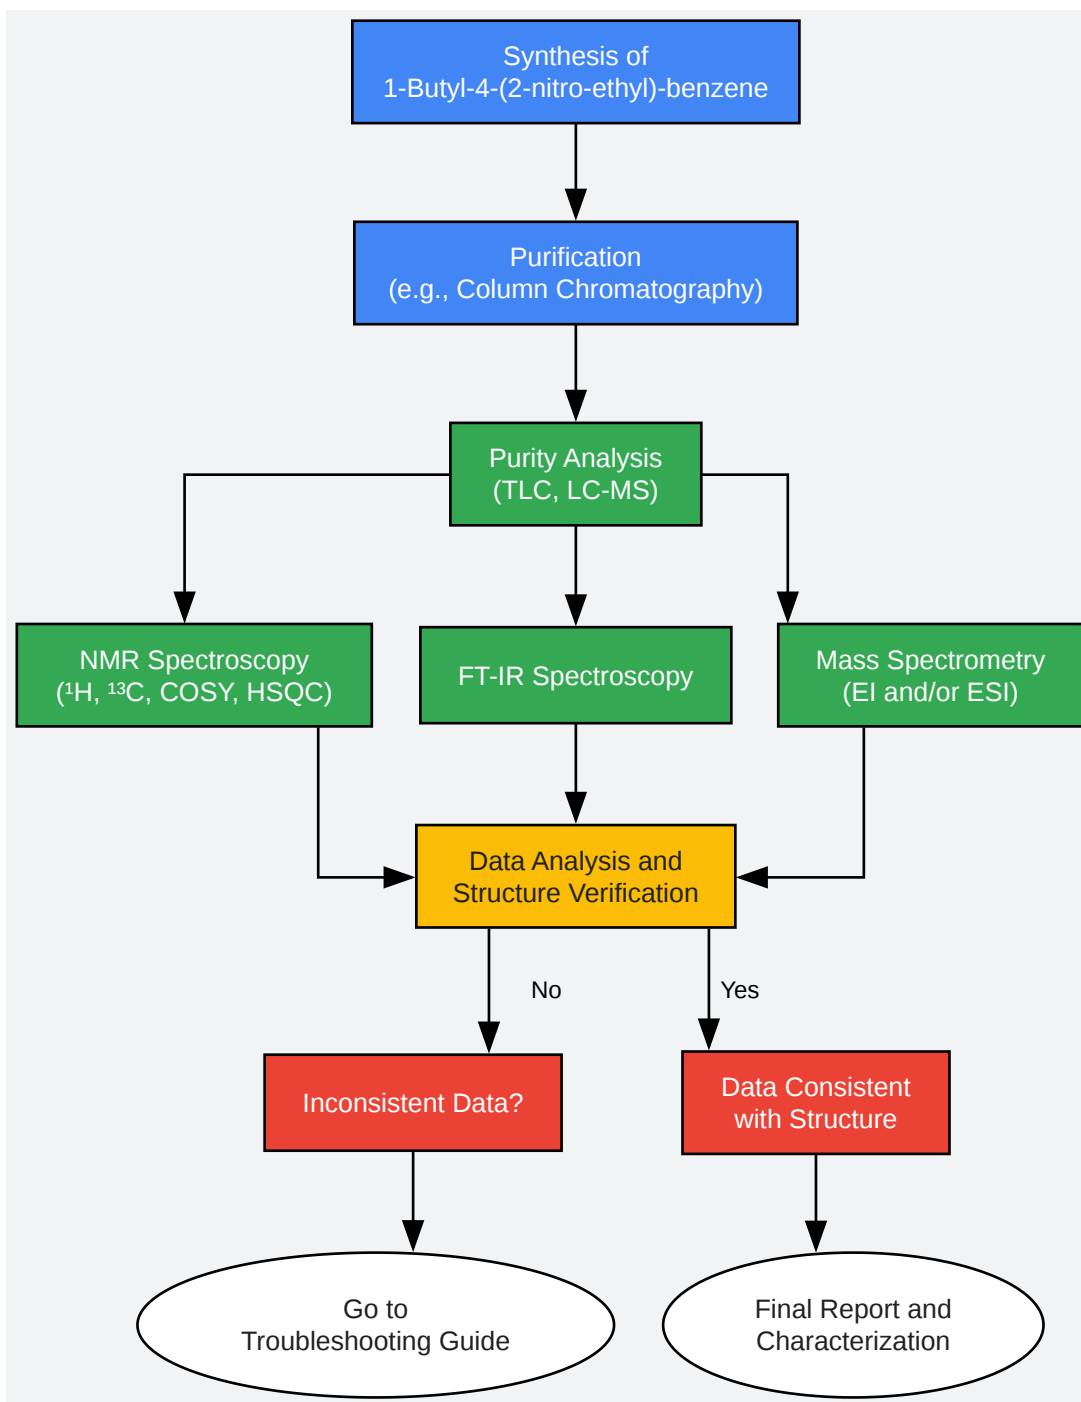 Synthesis of
1-Butyl-4-(2-nitro-ethyl)-benzene
Purification
(e.g., Column Chromatography)
Purity Analysis
(TLC, LC-MS)
NMR Spectroscopy
(¹H, ¹³C, COSY, HSQC)
FT-IR Spectroscopy
Mass Spectrometry
(EI and/or ESI)
Data Analysis and
Structure Verification
No
Yes
Inconsistent Data?
Data Consistent
with Structure
Go to
Troubleshooting Guide
Final Report and
Characterization